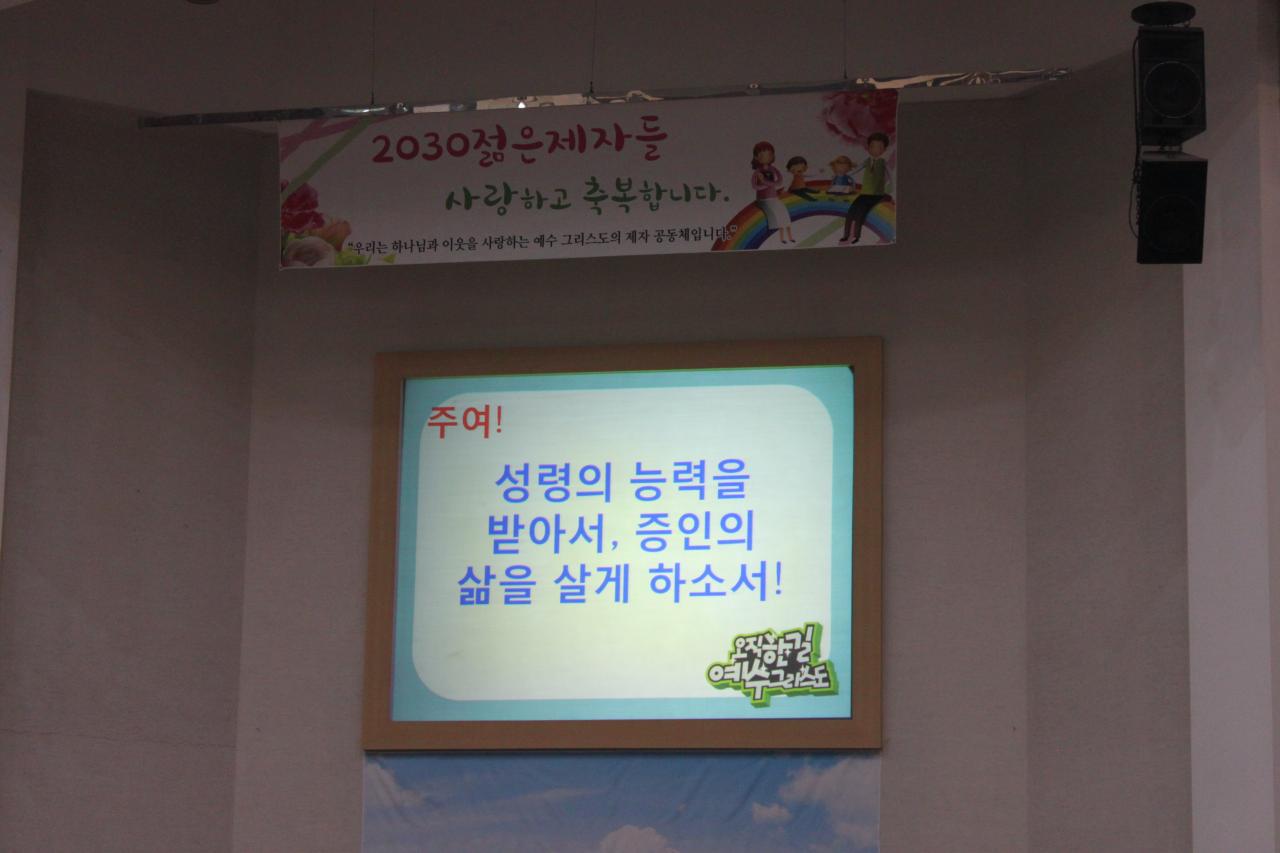 2030젊은제자들
사랑하고 축복합니다.
"우리는 하나님과 이웃을 사랑하는 예수 그리스도의 제자 공동체입니다."
주여!
성령의 능력을
받아서, 증인의
삶을 살게 하소서!
오직한길
예수그리스도